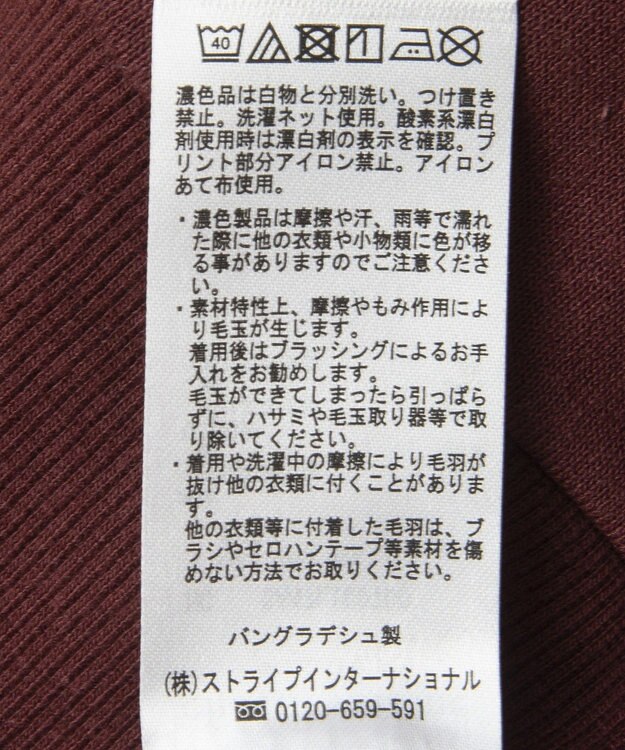 40
濃色品は白物と分別洗い。つけ置き
禁止。洗濯ネット使用。酸素系漂白
剤使用時は漂白剤の表示を確認。プ
リント部分アイロン禁止。アイロン
あて布使用。
・濃色製品は摩擦や汗、雨等で濡れ
た際に他の衣類や小物類に色が移
る事がありますのでご注意くださ
い。
・素材特性上、摩擦やもみ作用によ
り毛玉が生じます。
着用後はブラッシングによるお手
入れをお勧めします。
毛玉ができてしまったら引っぱら
ずに、ハサミや毛玉取り器等で取
り除いてください。
・着用や洗濯中の摩擦により毛羽が
抜け他の衣類に付くことがありま
す。
他の衣類等に付着した毛羽は、ブ
ラシやセロハンテープ等素材を傷
めない方法でお取りください。
バングラデシュ製
(株)ストライプインターナショナル
0120-659-591